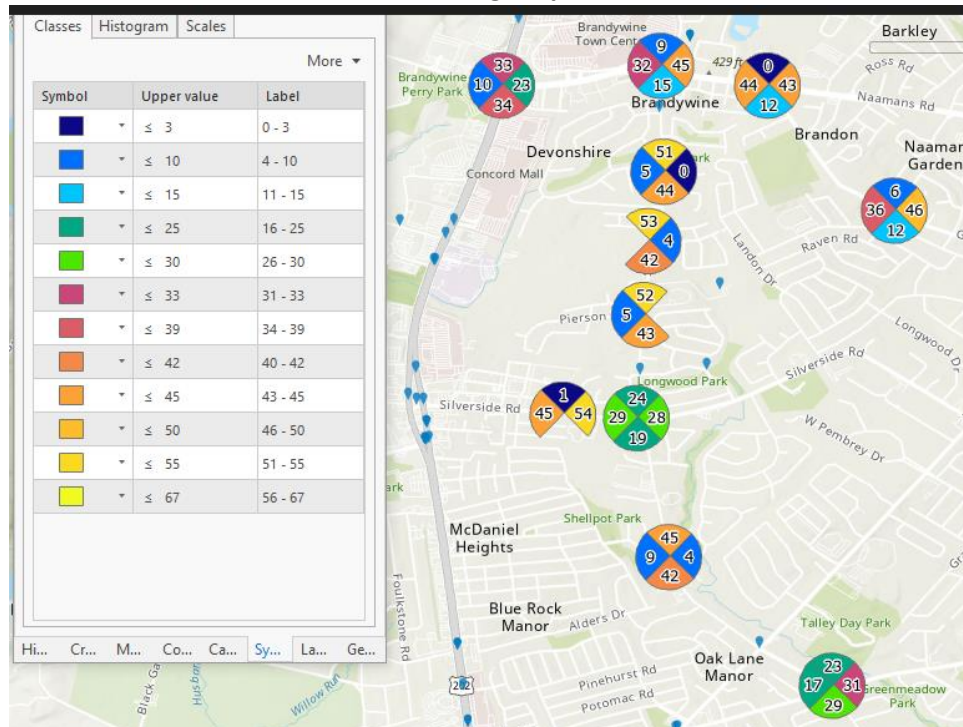 Classes Histogram Scales
More
Symbol Upper value Label
≤ 3 0 - 3
≤ 10 4 - 10
≤ 15 11 - 15
≤ 25 16 - 25
≤ 30 26 - 30
≤ 33 31 - 33
≤ 39 34 - 39
≤ 42 40 - 42
≤ 45 43 - 45
≤ 50 46 - 50
≤ 55 51 - 55
≤ 67 56 - 67
Hi... Cr... M... Co... Ca... Sy... La... Ge...
Brandywine
Town Cent
Barkley
429 ft
Ross Rd
Naamans Rd
Brandywine
Perry Park
33
10 23
34
9
32 45
15
Brandywine
0
44 43
12
Brandon
Devonshire
Concord Mall
51
5 0
44
rk
Naaman
Garden
6
36 46
12
Raven Rd
53
4
42
Landon Dr
52
5
43
Pierson
Longwood Dr
Silverside Rd
Longwood Park
Silverside Rd
1
45 54
24
29 28
19
W Pembrey Dr
ark
Shellpot Park
McDaniel
Heights
45
9 4
42
Foulkstone Rd
Blue Rock
Manor
Alders Dr
Talley Day Park
Oak Lane
Manor
202
Pinehurst Rd
Potomac Rd
23
17 31
29
Greenmeadow
Park
Black Ga
Husban
Willow Run